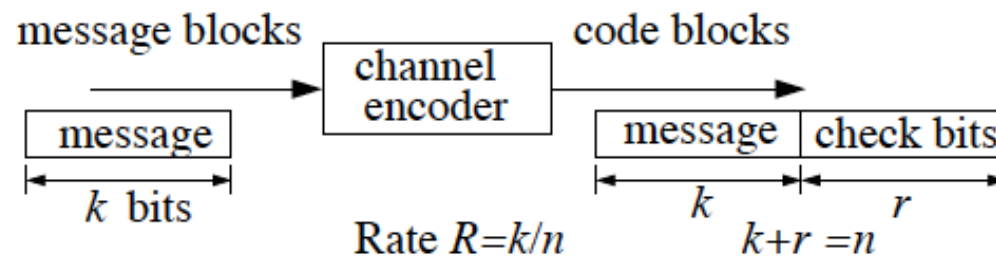 message blocks
code blocks
channel
encoder
message
message
check bits
k bits
k
r
Rate R=k/n
k+r =n